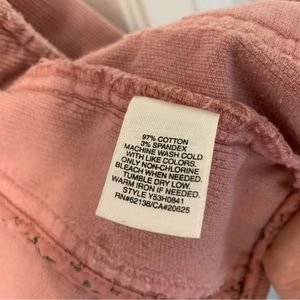 97% COTTON
3% SPANDEX
MACHINE WASH COLD
WITH LIKE COLORS.
ONLY NON-CHLORINE
BLEACH WHEN NEEDED.
TUMBLE DRY LOW.
WARM IRON IF NEEDED.
STYLE Y53H0841
RN#62136/CA#20625